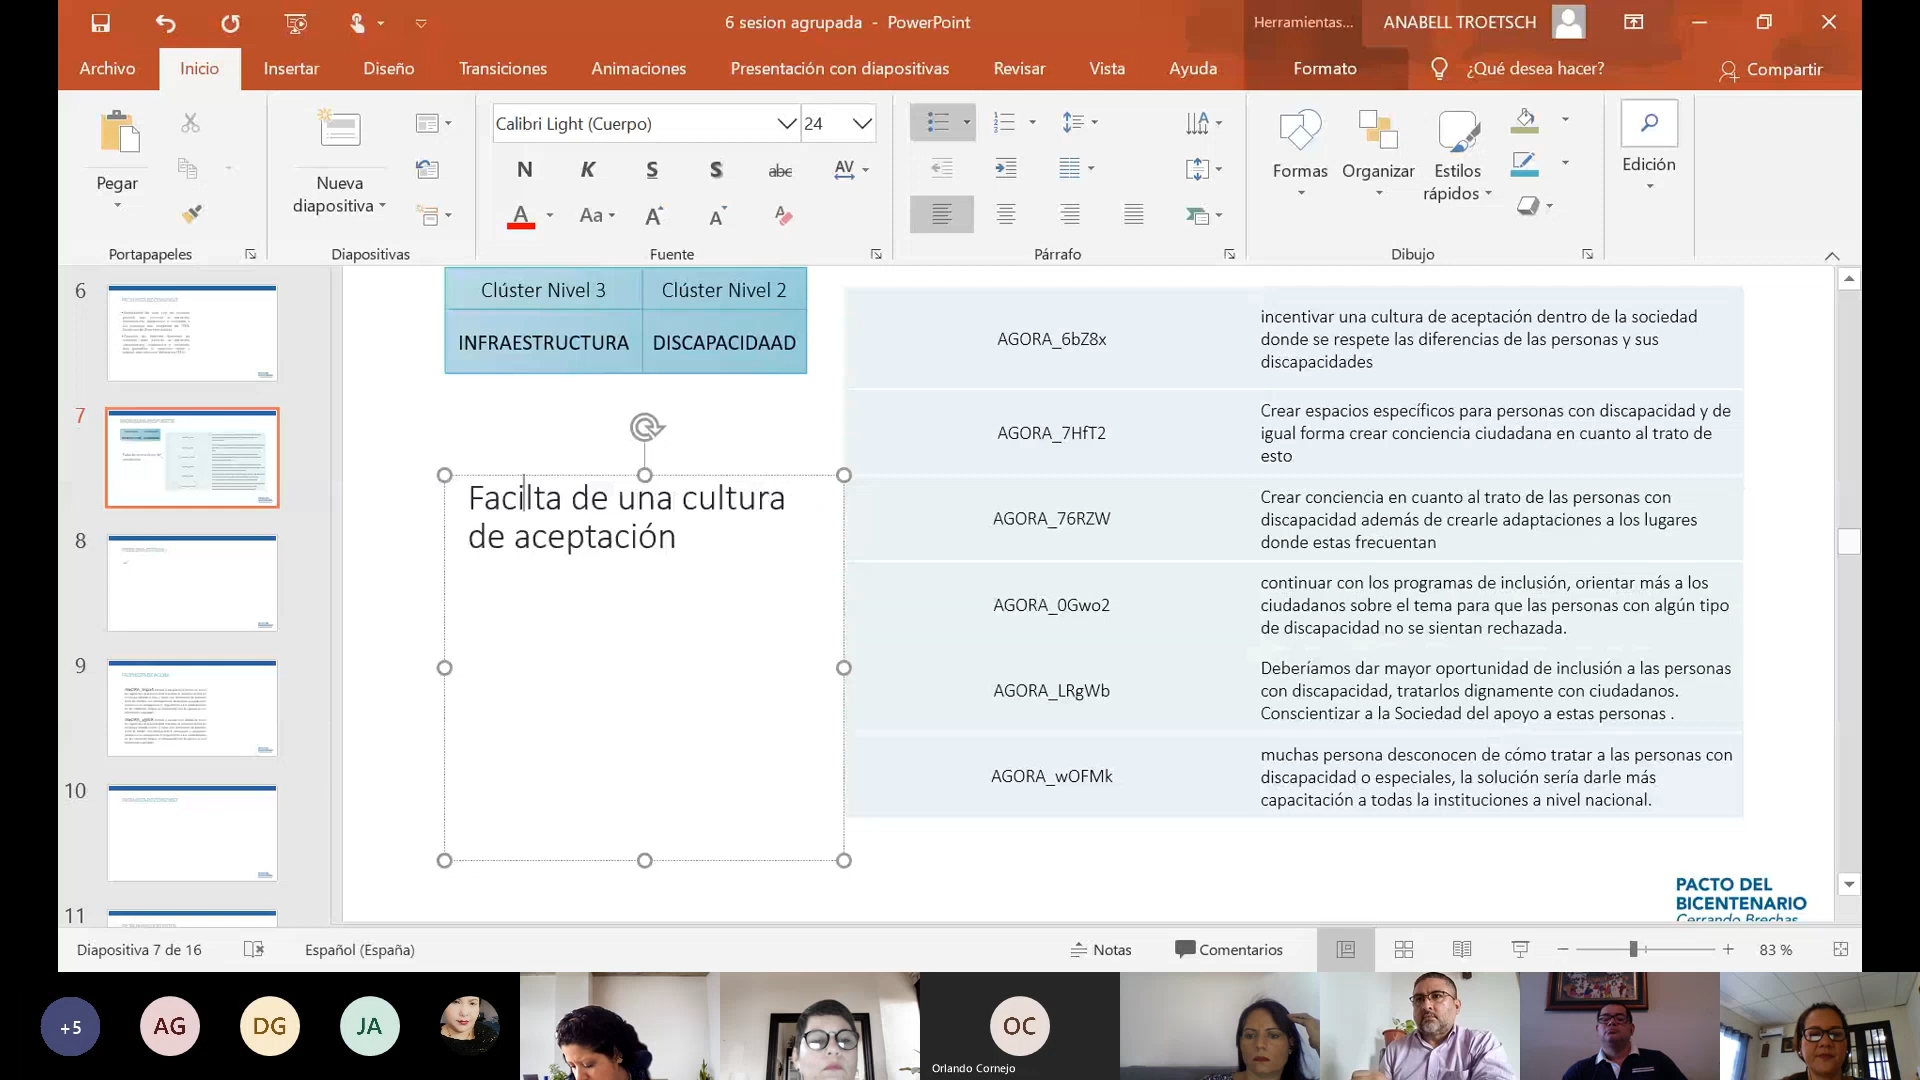 6 sesion agrupada - PowerPoint
Herramientas...
ANABELL TROETSCH
Archivo
Inicio
Insertar
Diseño
Transiciones
Animaciones
Presentación con diapositivas
Revisar
Vista
Ayuda
Formato
¿Qué desea hacer?
Compartir
Pegar
Nueva
diapositiva
Calibri Light (Cuerpo)
24
N
K
S
S
abc
AV
A
Aa
A
A
Formas
Organizar
Estilos
rápidos
Edición
Portapapeles
Diapositivas
Fuente
Párrafo
Dibujo
6
7
8
9
10
11
Clúster Nivel 3
Clúster Nivel 2
INFRAESTRUCTURA
DISCAPACIDAAD
Facilta de una cultura
de aceptación
AGORA_6bZ8x
incentivar una cultura de aceptación dentro de la sociedad
donde se respete las diferencias de las personas y sus
discapacidades
AGORA_7HfT2
Crear espacios específicos para personas con discapacidad y de
igual forma crear conciencia ciudadana en cuanto al trato de
esto
AGORA_76RZW
Crear conciencia en cuanto al trato de las personas con
discapacidad además de crearle adaptaciones a los lugares
donde estas frecuentan
AGORA_0Gwo2
continuar con los programas de inclusión, orientar más a los
ciudadanos sobre el tema para que las personas con algún tipo
de discapacidad no se sientan rechazada.
AGORA_LRgWb
Deberíamos dar mayor oportunidad de inclusión a las personas
con discapacidad, tratarlos dignamente con ciudadanos.
Conscientizar a la Sociedad del apoyo a estas personas .
AGORA_wOFMk
muchas persona desconocen de cómo tratar a las personas con
discapacidad o especiales, la solución sería darle más
capacitación a todas la instituciones a nivel nacional.
PACTO DEL
BICENTENARIO
Cerrando Brechas
Diapositiva 7 de 16
Español (España)
Notas
Comentarios
83 %
+5
AG
DG
JA
OC
Orlando Cornejo